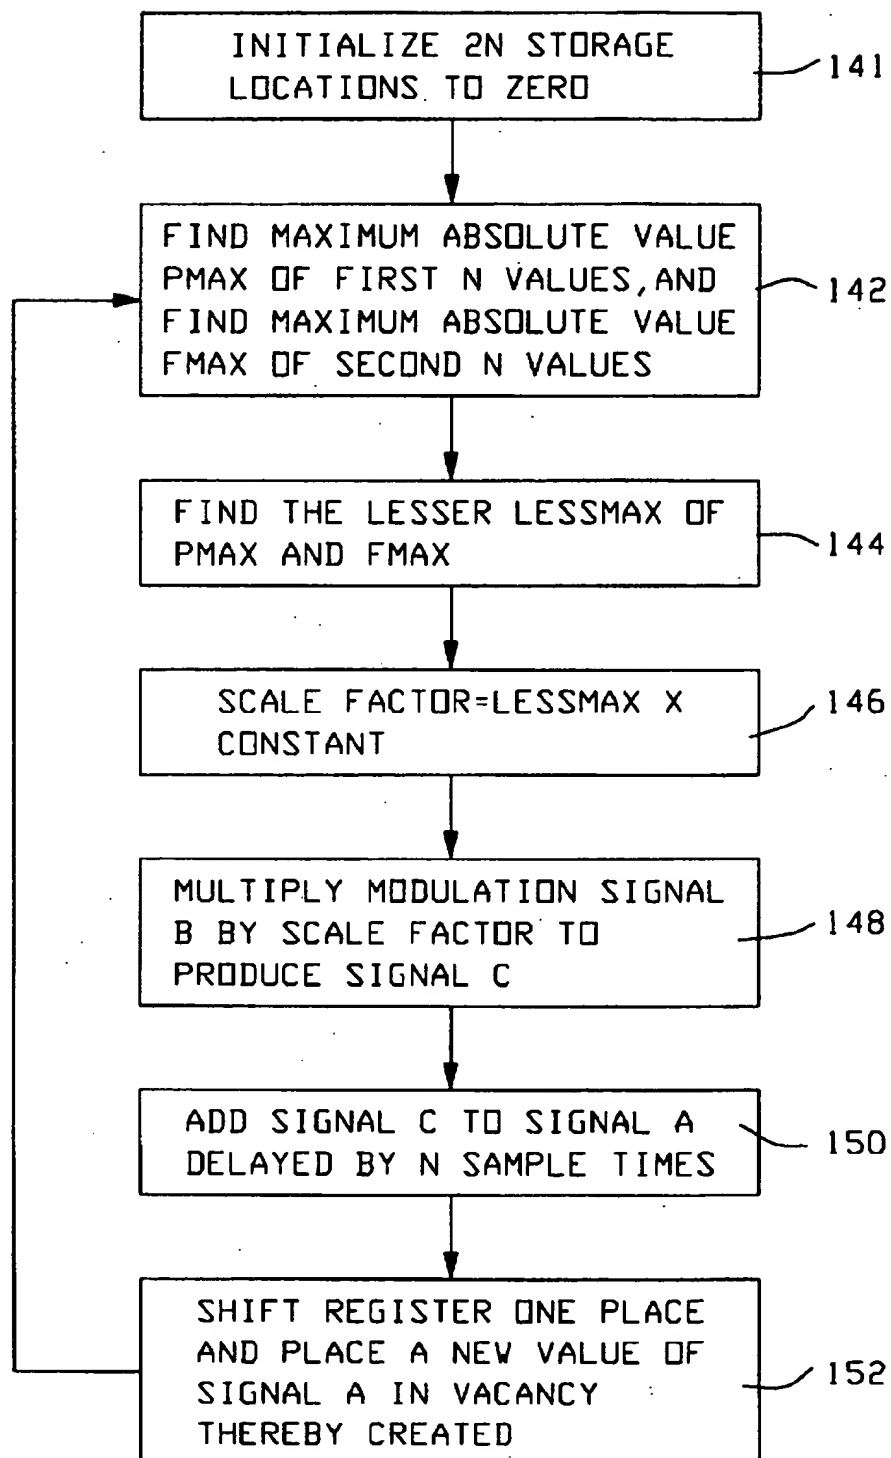 INITIALIZE 2N STORAGE
LOCATIONS TO ZERO
141
FIND MAXIMUM ABSOLUTE VALUE
PMAX OF FIRST N VALUES, AND
FIND MAXIMUM ABSOLUTE VALUE
FMAX OF SECOND N VALUES
142
FIND THE LESSER LESSMAX OF
PMAX AND FMAX
144
SCALE FACTOR=LESSMAX X
CONSTANT
146
MULTIPLY MODULATION SIGNAL
B BY SCALE FACTOR TO
PRODUCE SIGNAL C
148
ADD SIGNAL C TO SIGNAL A
DELAYED BY N SAMPLE TIMES
150
SHIFT REGISTER ONE PLACE
AND PLACE A NEW VALUE OF
SIGNAL A IN VACANCY
THEREBY CREATED
152